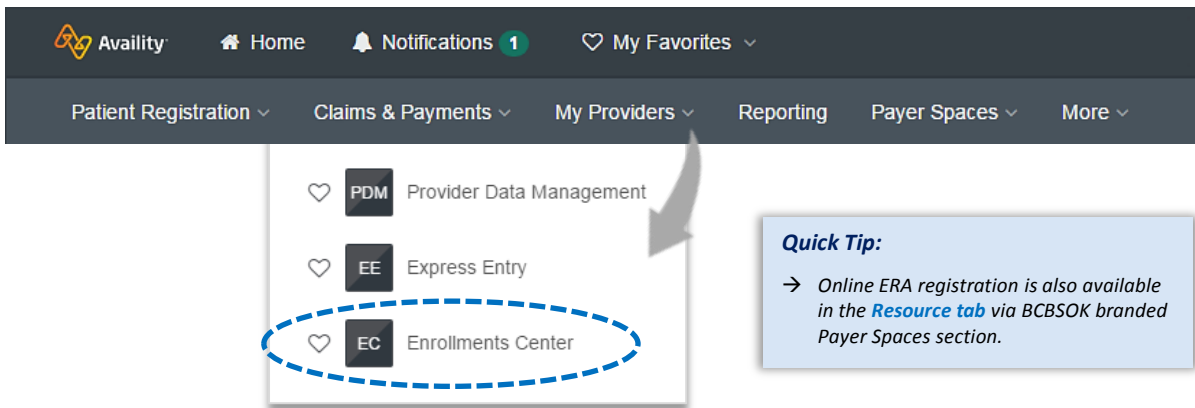 Availity Home Notifications 1 My Favorites
Patient Registration Claims & Payments My Providers Reporting Payer Spaces More
PDM Provider Data Management
EE Express Entry
EC Enrollments Center
Quick Tip:
→ Online ERA registration is also available
in the Resource tab via BCBSOK branded
Payer Spaces section.